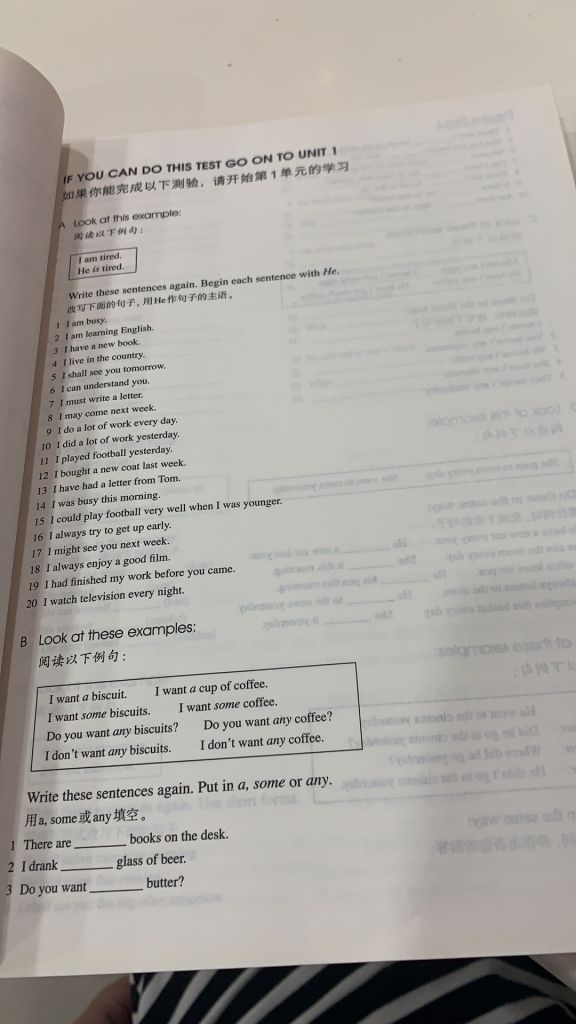 IF YOU CAN DO THIS TEST GO ON TO UNIT 1
如果你能完成以下测验，请开始第1单元的学习
A Look at this example:
阅读以下例句：
I am tired.
He is tired.
Write these sentences again. Begin each sentence with He.
改写下面的句子，用He作句子的主语。
1 I am busy.
2 I am learning English.
3 I have a new book.
4 I live in the country.
5 I shall see you tomorrow.
6 I can understand you.
7 I must write a letter.
8 I may come next week.
9 I do a lot of work every day.
10 I did a lot of work yesterday.
11 I played football yesterday.
12 I bought a new coat last week.
13 I have had a letter from Tom.
14 I was busy this morning.
15 I could play football very well when I was younger.
16 I always try to get up early.
17 I might see you next week.
18 I always enjoy a good film.
19 I had finished my work before you came.
20 I watch television every night.
B Look at these examples:
阅读以下例句：
I want a biscuit. I want a cup of coffee.
I want some biscuits. I want some coffee.
Do you want any biscuits? Do you want any coffee?
I don't want any biscuits. I don't want any coffee.
Write these sentences again. Put in a, some or any.
用a, some或any填空。
1 There are ______ books on the desk.
2 I drank ______ glass of beer.
3 Do you want ______ butter?